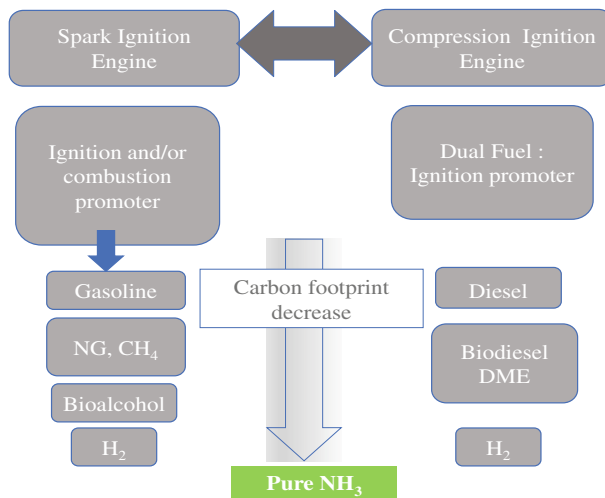 Spark Ignition
Engine
Compression Ignition
Engine
Ignition and/or
combustion
promoter
Dual Fuel :
Ignition promoter
Gasoline
NG, CH₄
Bioalcohol
H₂
Carbon footprint
decrease
Diesel
Biodiesel
DME
H₂
Pure NH₃